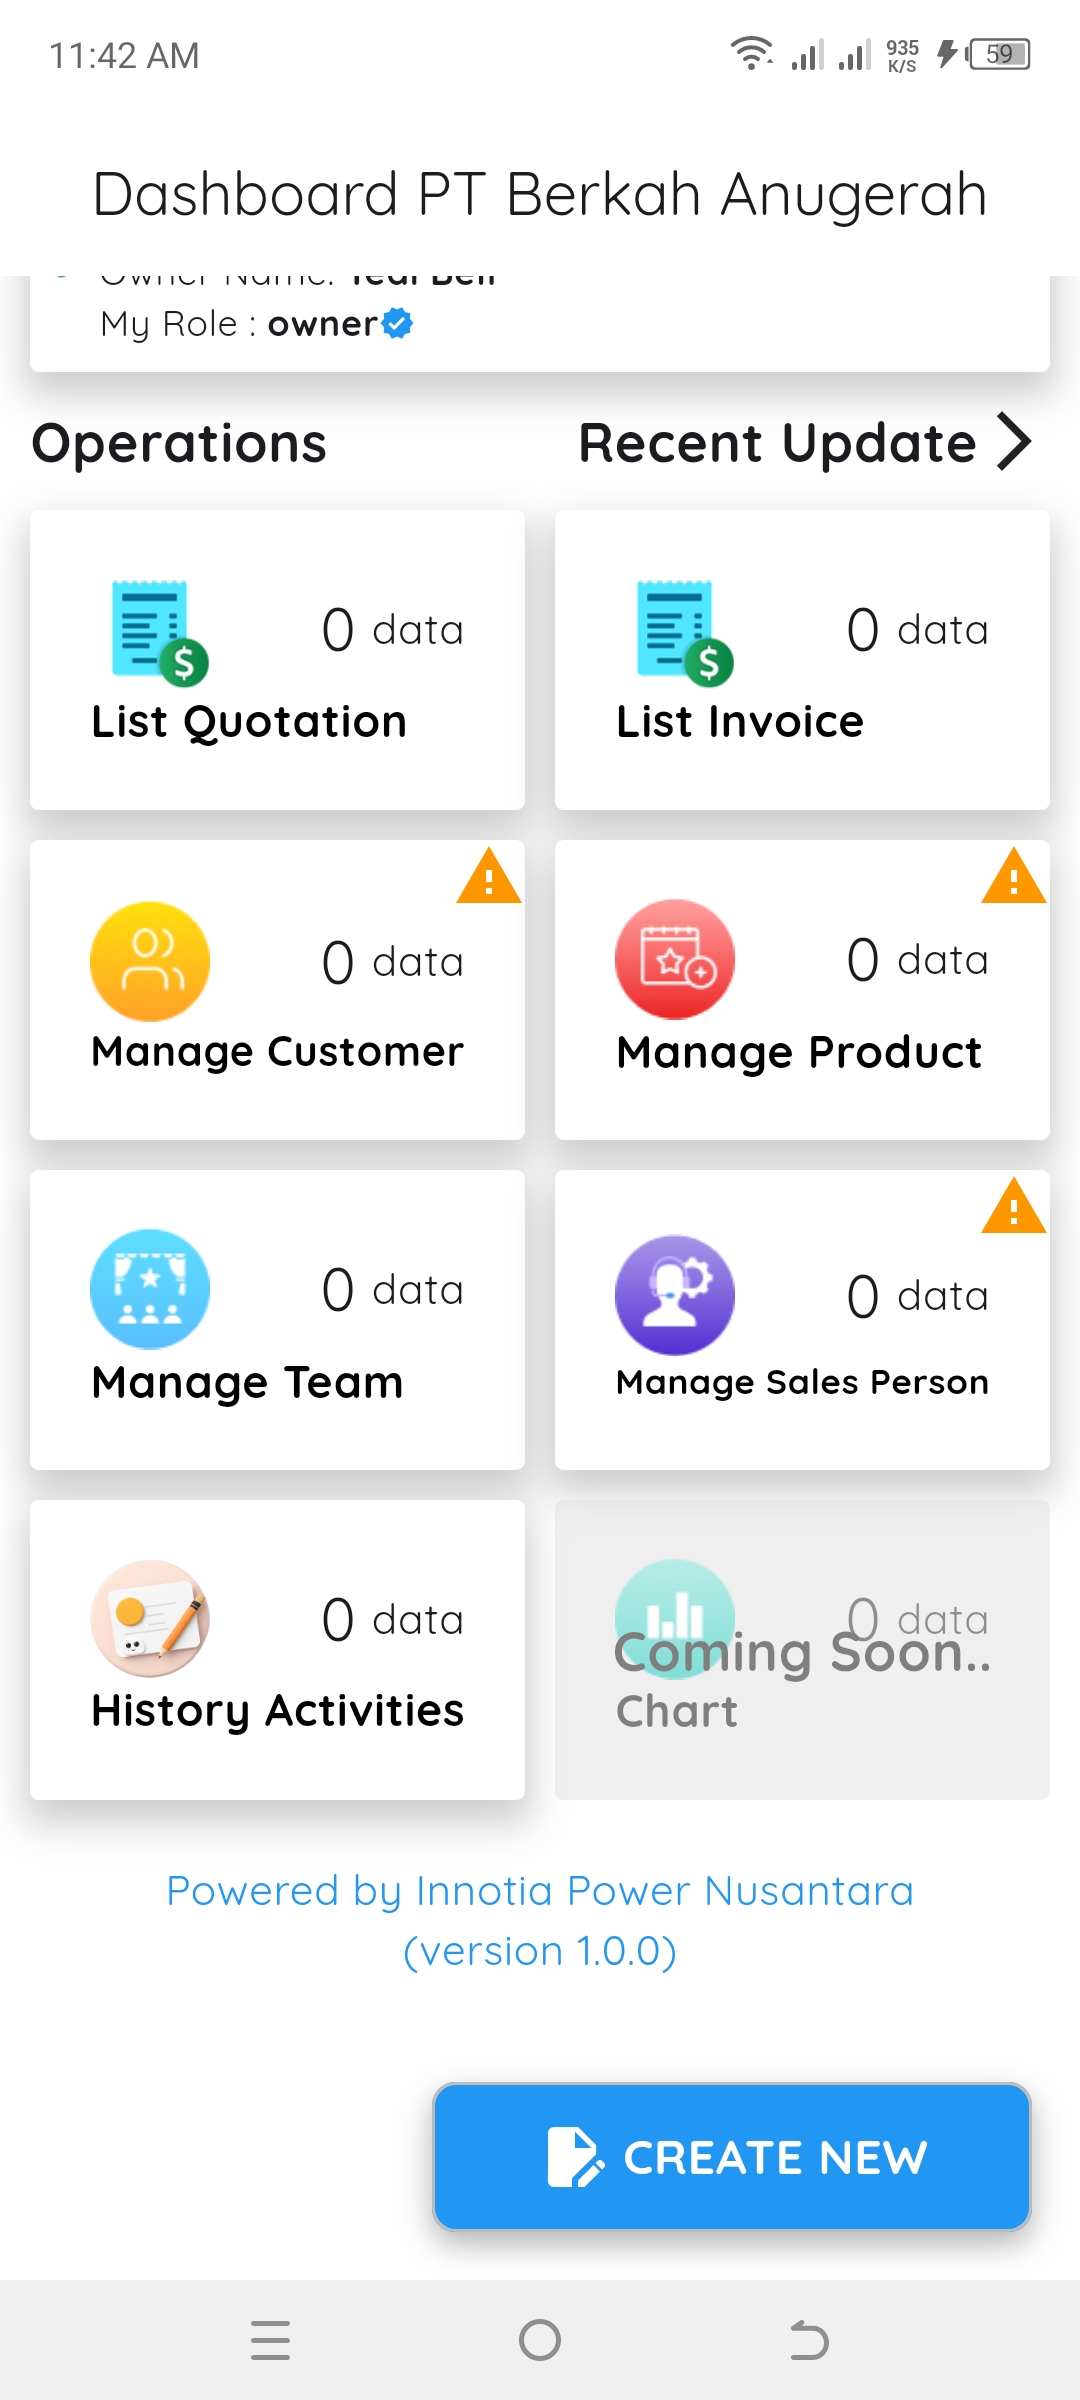 11:42 AM
935
K/S
59
Dashboard PT Berkah Anugerah
Owner Name:
My Role : owner
Operations
Recent Update
0 data
List Quotation
0 data
List Invoice
0 data
Manage Customer
0 data
Manage Product
0 data
Manage Team
0 data
Manage Sales Person
0 data
History Activities
0 data
Coming Soon..
Chart
Powered by Innotia Power Nusantara
(version 1.0.0)
CREATE NEW